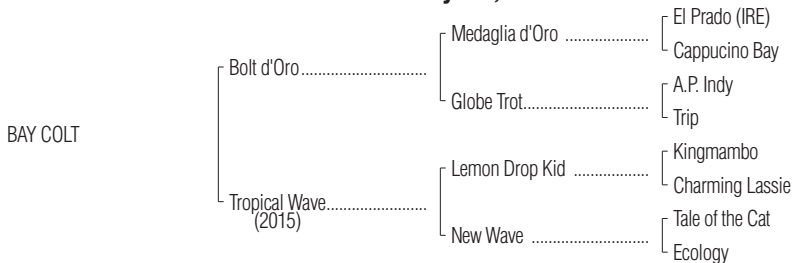 El Prado (IRE)
Medaglia d'Oro ....................
Cappucino Bay
Bolt d'Oro..............................
A.P. Indy
Globe Trot..............................
Trip
BAY COLT
Kingmambo
Lemon Drop Kid ..................
Charming Lassie
Tropical Wave........................
(2015)
Tale of the Cat
New Wave ............................
Ecology